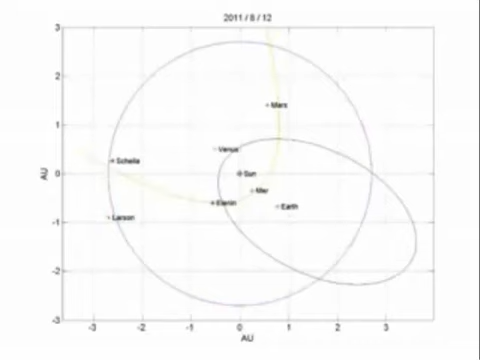 2011 / 8 / 12
3
2
1
0
-1
-2
-3
AU
Mars
Venus
Scheila
Sun
Mer
Elenin
Earth
Larson
-3
-2
-1
0
1
2
3
AU